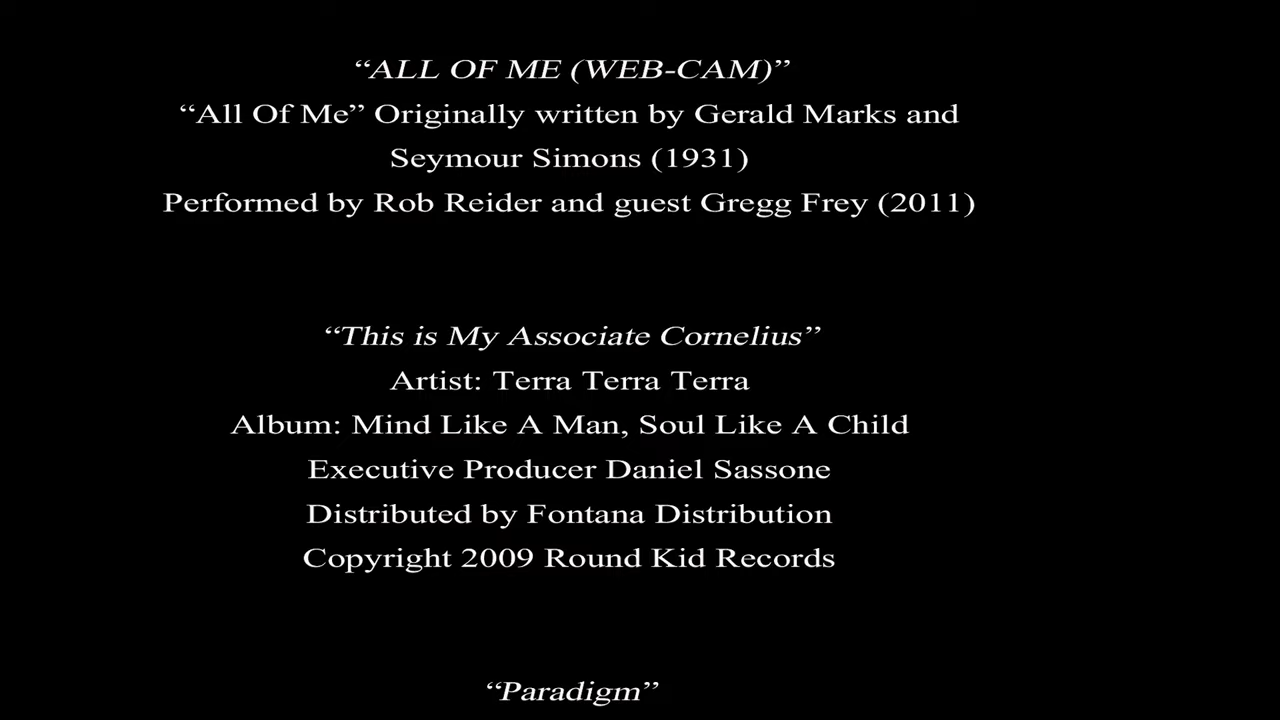 “ALL OF ME (WEB-CAM)”
“All Of Me” Originally written by Gerald Marks and
Seymour Simons (1931)
Performed by Rob Reider and guest Gregg Frey (2011)
“This is My Associate Cornelius”
Artist: Terra Terra Terra
Album: Mind Like A Man, Soul Like A Child
Executive Producer Daniel Sassone
Distributed by Fontana Distribution
Copyright 2009 Round Kid Records
“Paradigm”